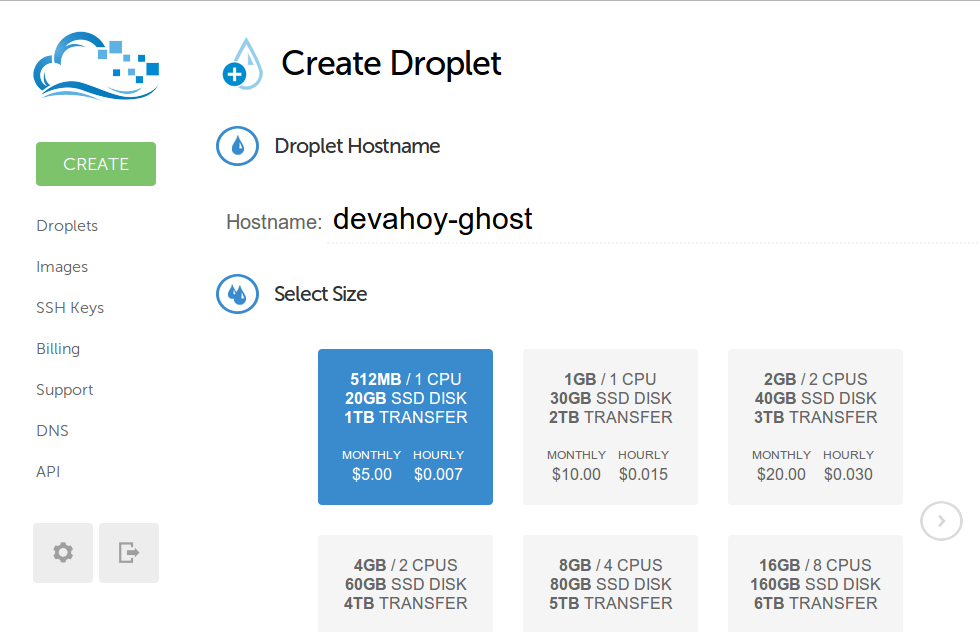 Create Droplet
CREATE
Droplets
Images
SSH Keys
Billing
Support
DNS
API
Droplet Hostname
Hostname: devahoy-ghost
Select Size
512MB / 1 CPU
20GB SSD DISK
1TB TRANSFER
MONTHLY HOURLY
$5.00 $0.007
1GB / 1 CPU
30GB SSD DISK
2TB TRANSFER
MONTHLY HOURLY
$10.00 $0.015
2GB / 2 CPUS
40GB SSD DISK
3TB TRANSFER
MONTHLY HOURLY
$20.00 $0.030
4GB / 2 CPUS
60GB SSD DISK
4TB TRANSFER
8GB / 4 CPUS
80GB SSD DISK
5TB TRANSFER
16GB / 8 CPUS
160GB SSD DISK
6TB TRANSFER